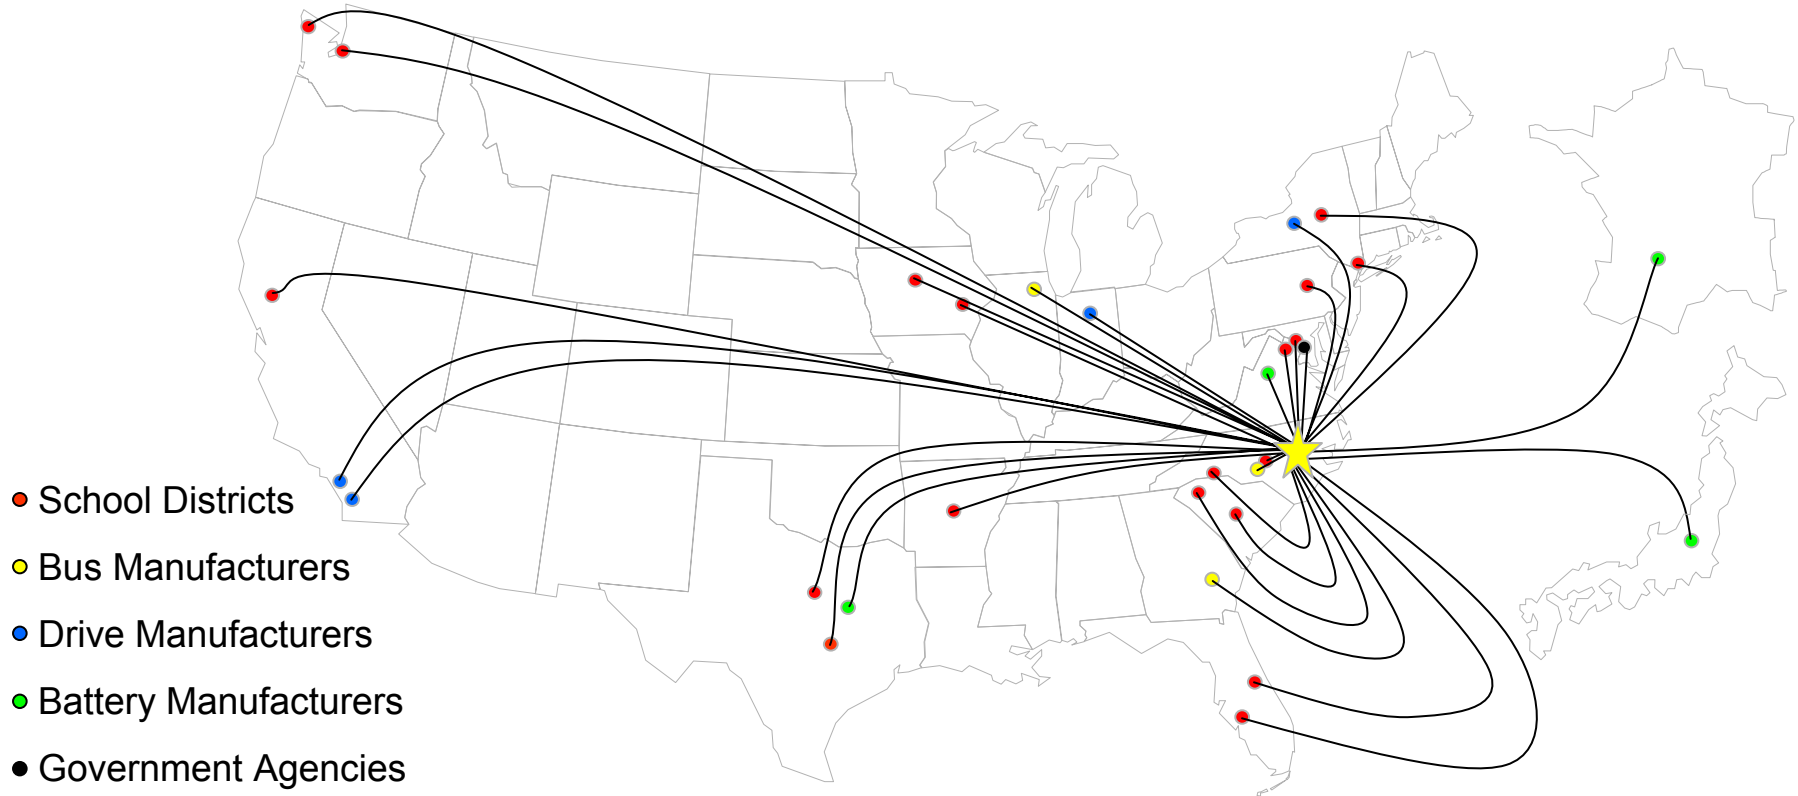 School Districts
Bus Manufacturers
Drive Manufacturers
Battery Manufacturers
Government Agencies